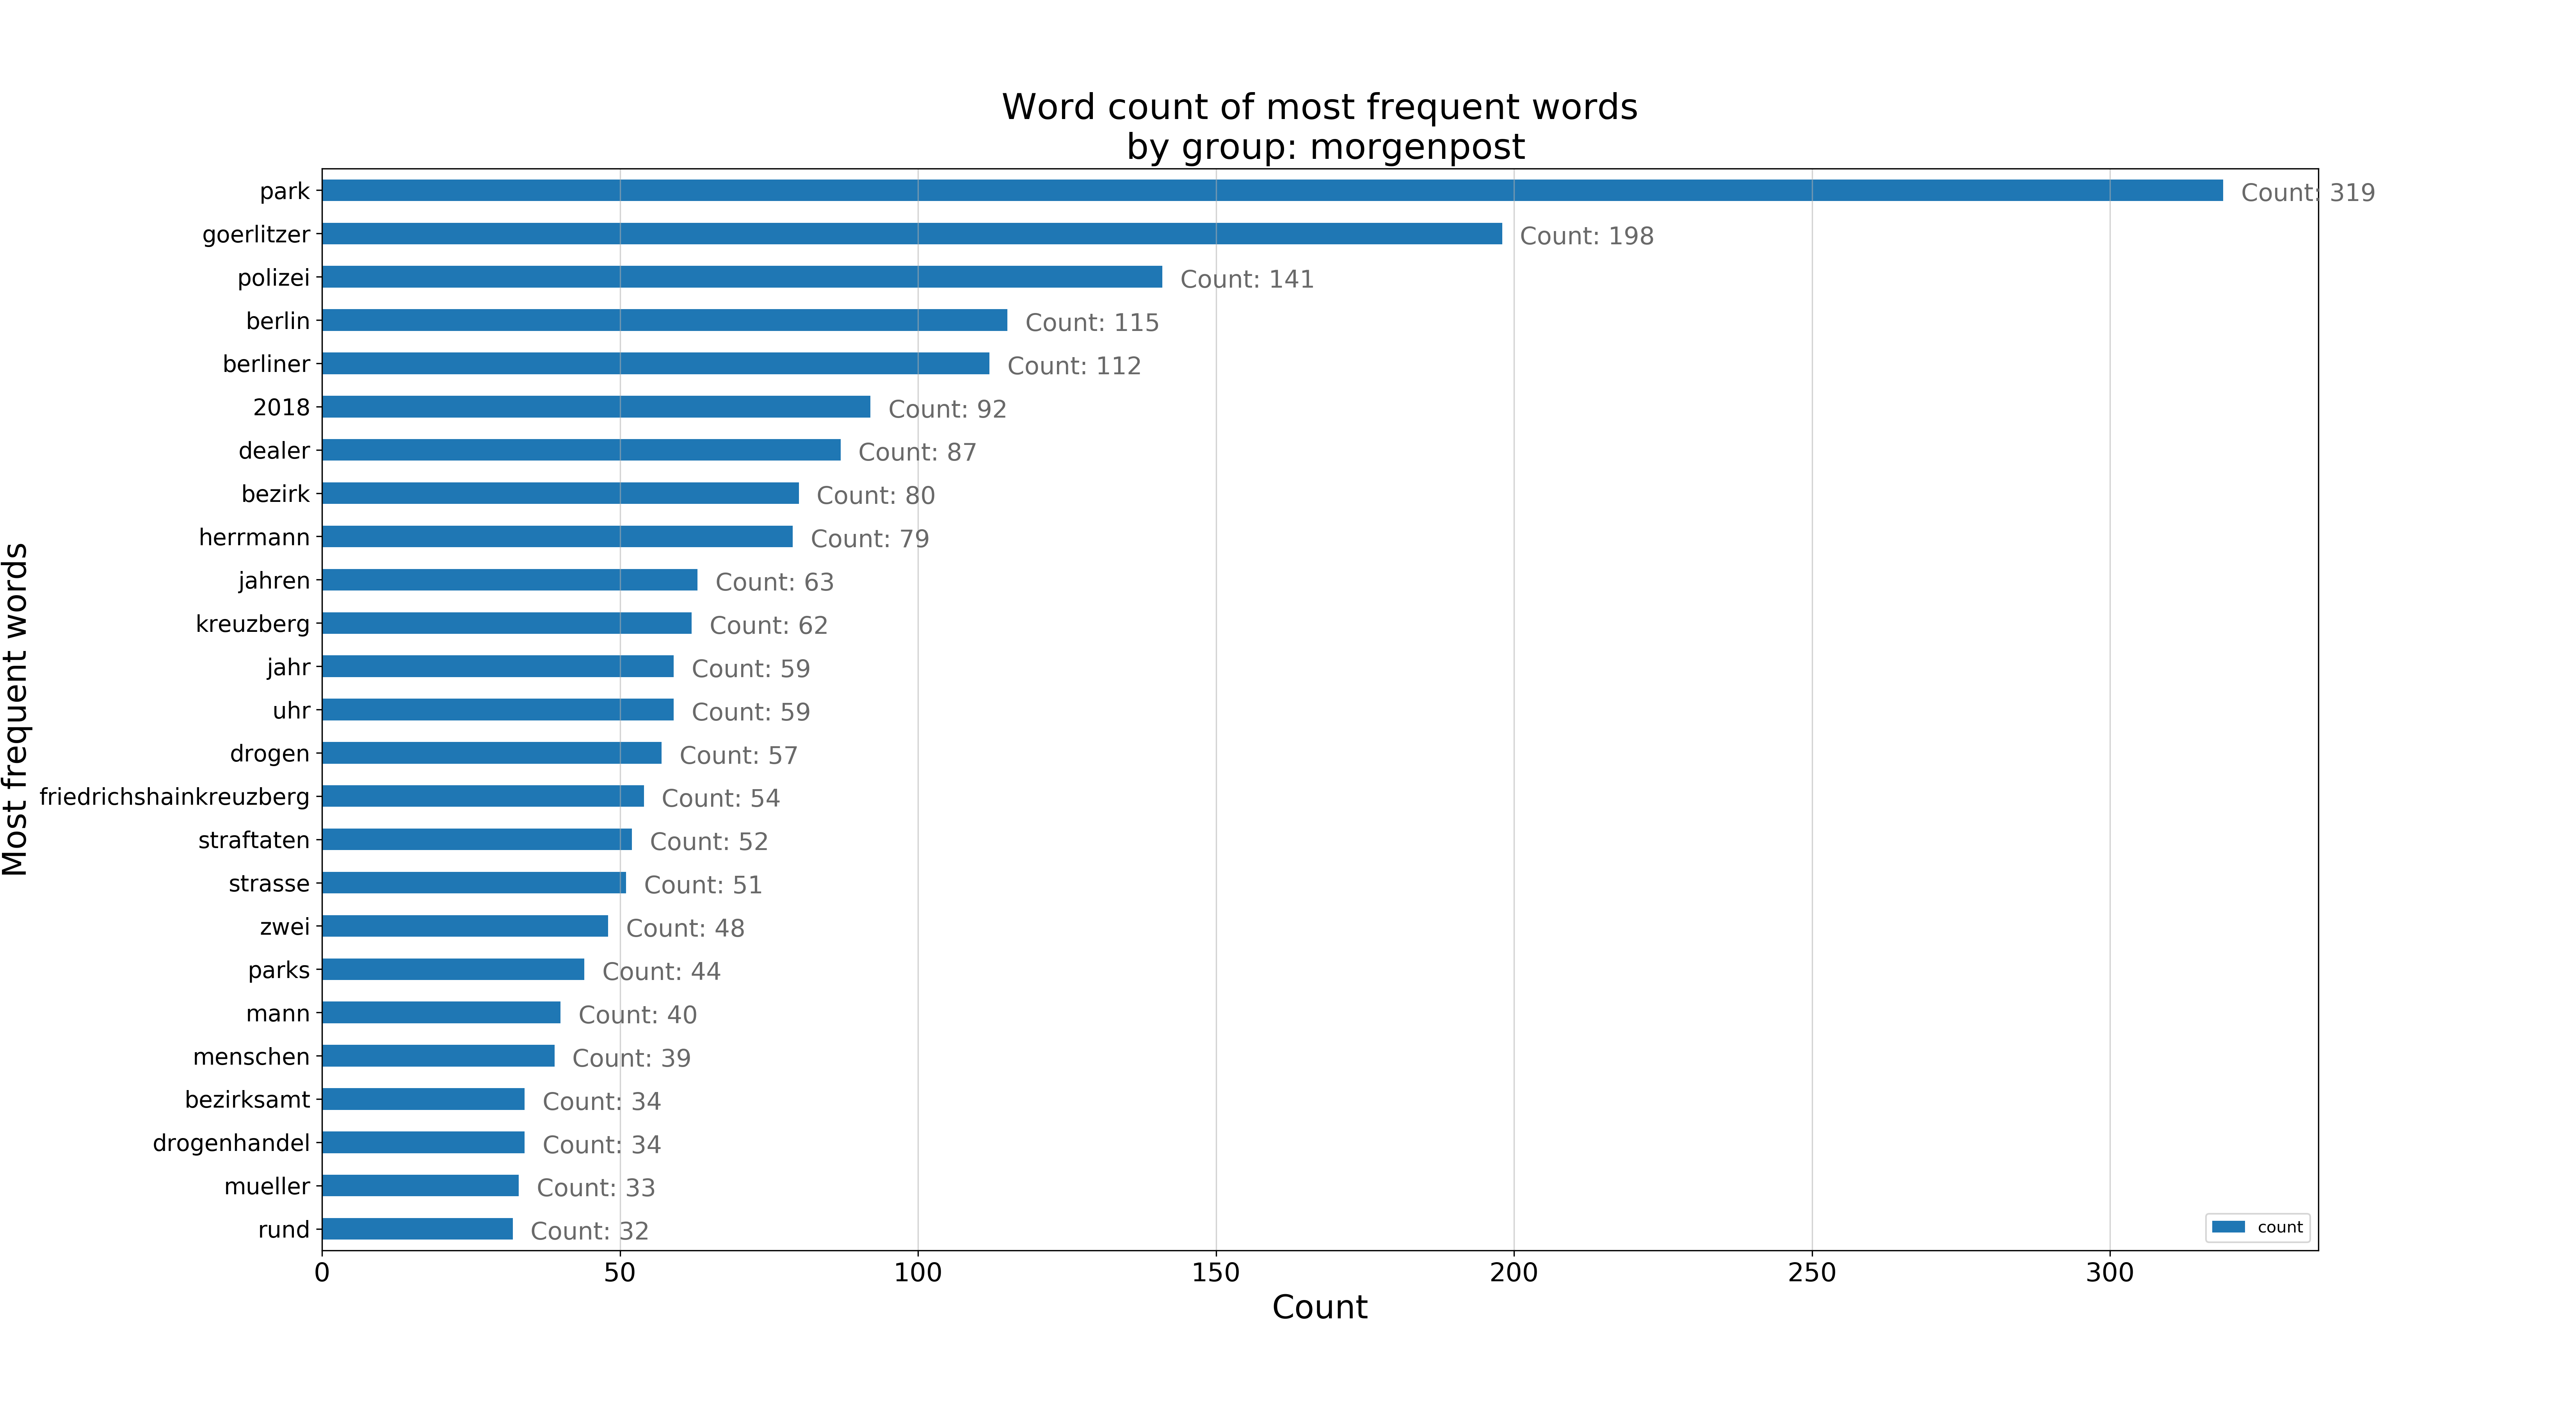 Word count of most frequent words
by group: morgenpost
Most frequent words
park Count: 319
goerlitzer Count: 198
polizei Count: 141
berlin Count: 115
berliner Count: 112
2018 Count: 92
dealer Count: 87
bezirk Count: 80
herrmann Count: 79
jahren Count: 63
kreuzberg Count: 62
jahr Count: 59
uhr Count: 59
drogen Count: 57
friedrichshainkreuzberg Count: 54
straftaten Count: 52
strasse Count: 51
zwei Count: 48
parks Count: 44
mann Count: 40
menschen Count: 39
bezirksamt Count: 34
drogenhandel Count: 34
mueller Count: 33
rund Count: 32
count
0 50 100 150 200 250 300
Count